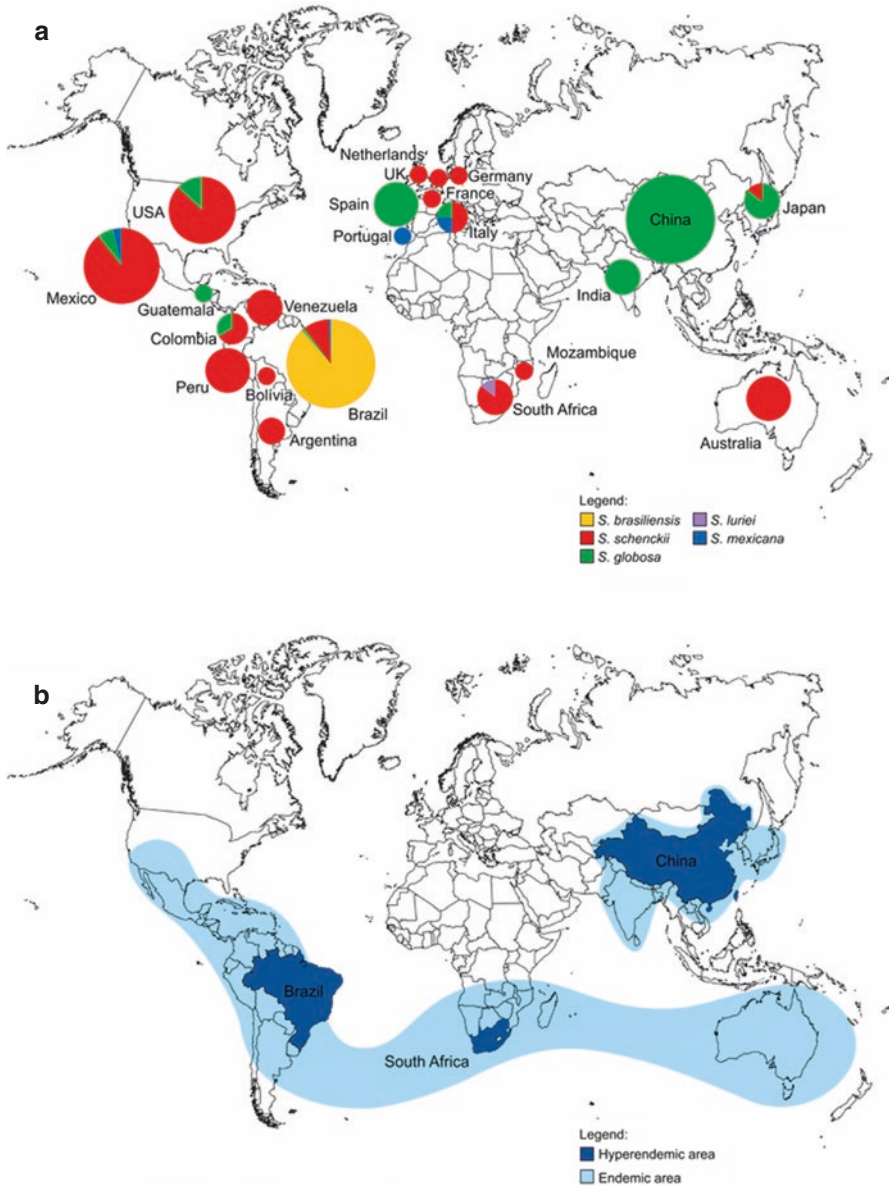 a
Netherlands
UK
Germany
France
Spain
Portugal
Italy
USA
China
Japan
Mexico
Guatemala
Venezuela
India
Colombia
Mozambique
Peru
Bolívia
Brazil
South Africa
Argentina
Australia
Legend:
S. brasiliensis
S. luriei
S. schenckii
S. mexicana
S. globosa
b
China
Brazil
South Africa
Legend:
Hyperendemic area
Endemic area